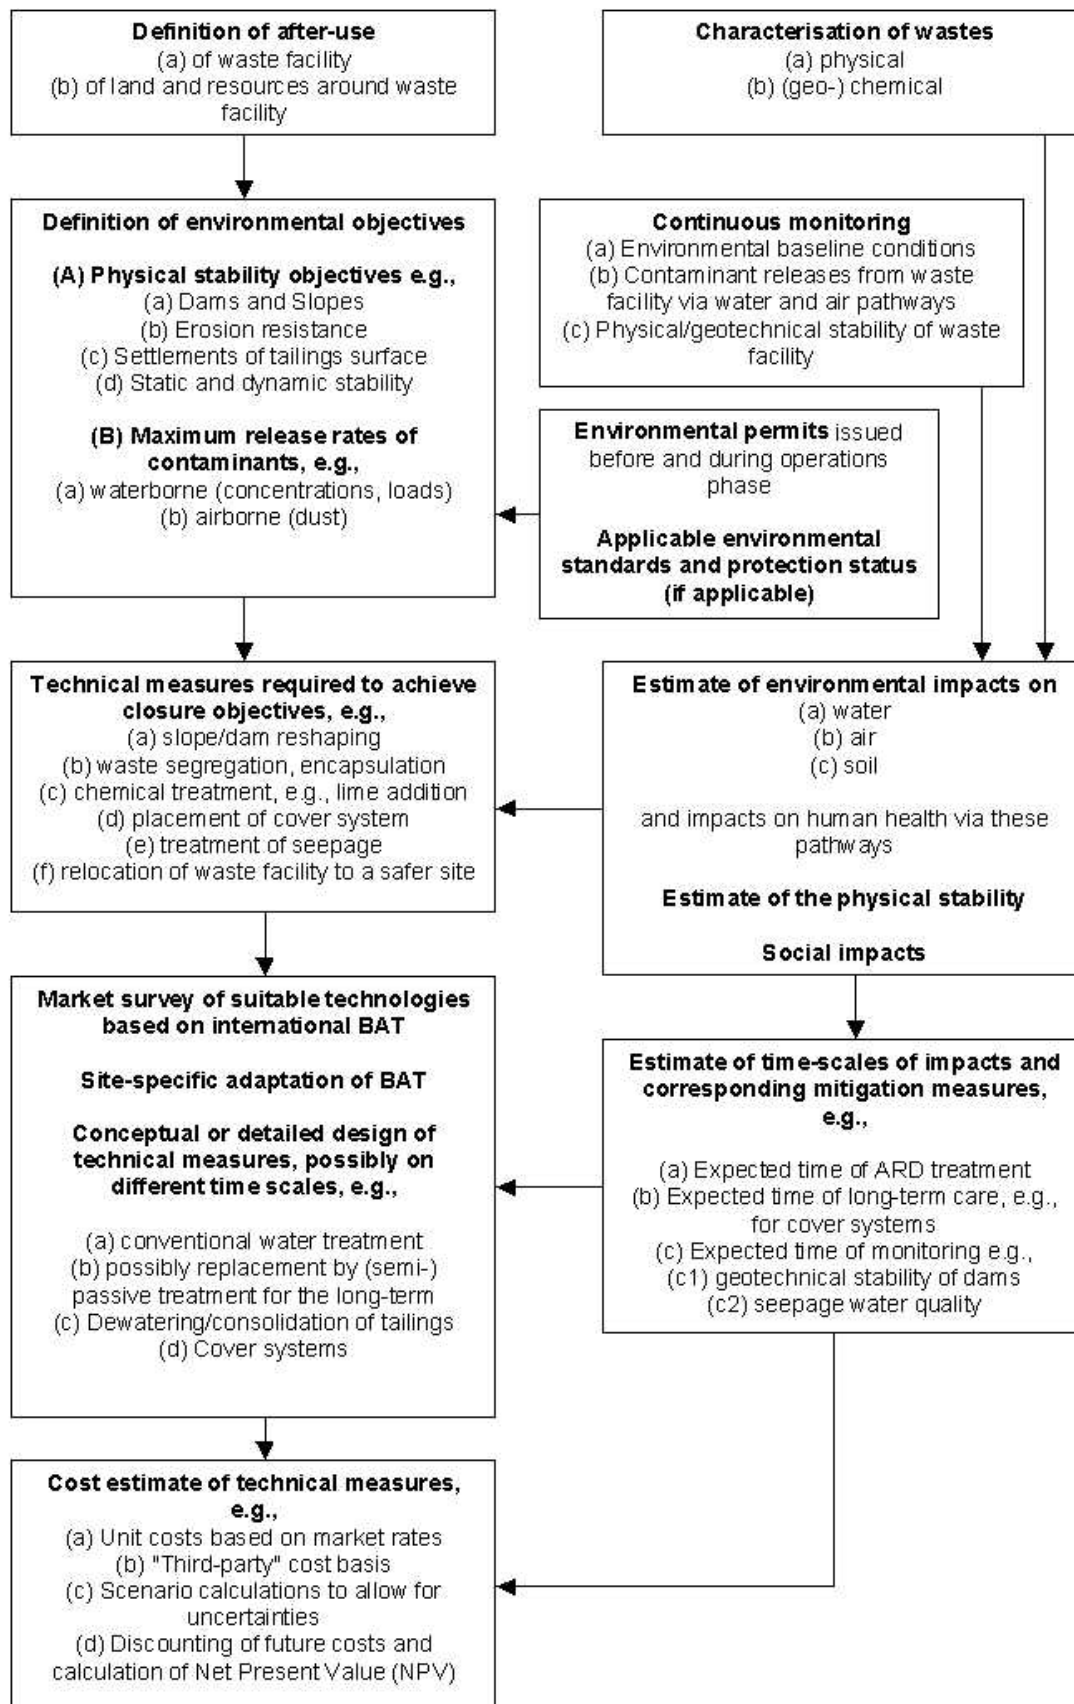 Definition of after-use
(a) of waste facility
(b) of land and resources around waste
facility
Characterisation of wastes
(a) physical
(b) (geo-) chemical
Definition of environmental objectives
(A) Physical stability objectives e.g.,
(a) Dams and Slopes
(b) Erosion resistance
(c) Settlements of tailings surface
(d) Static and dynamic stability
(B) Maximum release rates of
contaminants, e.g.,
(a) waterborne (concentrations, loads)
(b) airborne (dust)
Continuous monitoring
(a) Environmental baseline conditions
(b) Contaminant releases from waste
facility via water and air pathways
(c) Physical/geotechnical stability of waste
facility
Environmental permits issued
before and during operations
phase
Applicable environmental
standards and protection status
(if applicable)
Technical measures required to achieve
closure objectives, e.g.,
(a) slope/dam reshaping
(b) waste segregation, encapsulation
(c) chemical treatment, e.g., lime addition
(d) placement of cover system
(e) treatment of seepage
(f) relocation of waste facility to a safer site
Estimate of environmental impacts on
(a) water
(b) air
(c) soil
and impacts on human health via these
pathways
Estimate of the physical stability
Social impacts
Market survey of suitable technologies
based on international BAT
Site-specific adaptation of BAT
Conceptual or detailed design of
technical measures, possibly on
different time scales, e.g.,
(a) conventional water treatment
(b) possibly replacement by (semi-)
passive treatment for the long-term
(c) Dewatering/consolidation of tailings
(d) Cover systems
Estimate of time-scales of impacts and
corresponding mitigation measures,
e.g.,
(a) Expected time of ARD treatment
(b) Expected time of long-term care, e.g.,
for cover systems
(c) Expected time of monitoring e.g.,
(c1) geotechnical stability of dams
(c2) seepage water quality
Cost estimate of technical measures,
e.g.,
(a) Unit costs based on market rates
(b) "Third-party" cost basis
(c) Scenario calculations to allow for
uncertainties
(d) Discounting of future costs and
calculation of Net Present Value (NPV)